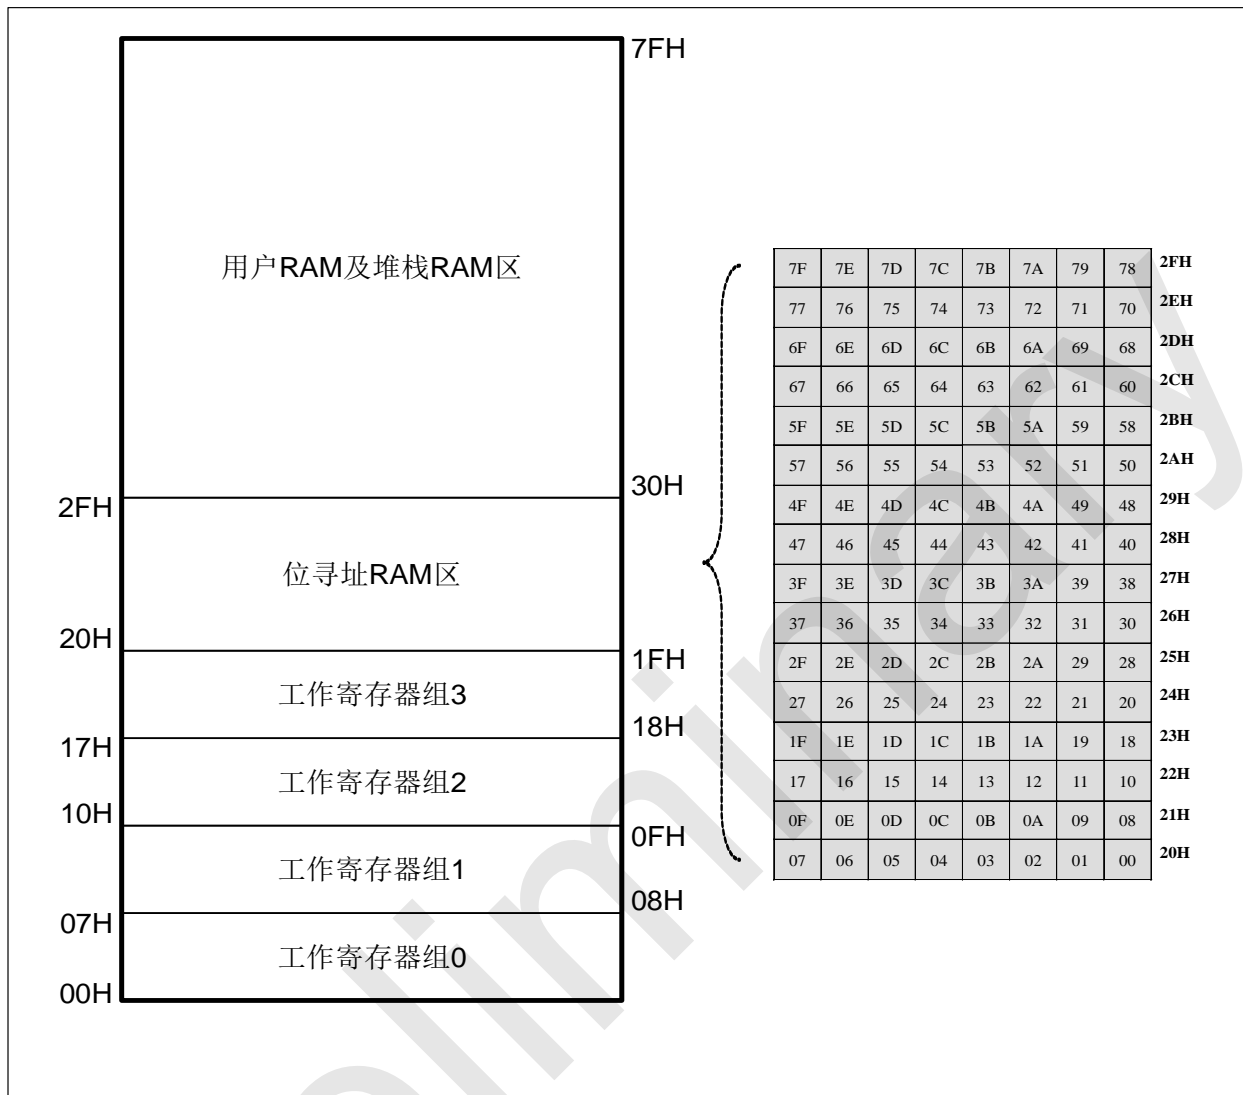 7FH
用户RAM及堆栈RAM区
30H
2FH
位寻址RAM区
20H
1FH
工作寄存器组3
18H
17H
工作寄存器组2
10H
0FH
工作寄存器组1
08H
07H
工作寄存器组0
00H
7F 7E 7D 7C 7B 7A 79 78 2FH
77 76 75 74 73 72 71 70 2EH
6F 6E 6D 6C 6B 6A 69 68 2DH
67 66 65 64 63 62 61 60 2CH
5F 5E 5D 5C 5B 5A 59 58 2BH
57 56 55 54 53 52 51 50 2AH
4F 4E 4D 4C 4B 4A 49 48 29H
47 46 45 44 43 42 41 40 28H
3F 3E 3D 3C 3B 3A 39 38 27H
37 36 35 34 33 32 31 30 26H
2F 2E 2D 2C 2B 2A 29 28 25H
27 26 25 24 23 22 21 20 24H
1F 1E 1D 1C 1B 1A 19 18 23H
17 16 15 14 13 12 11 10 22H
0F 0E 0D 0C 0B 0A 09 08 21H
07 06 05 04 03 02 01 00 20H
eliminary